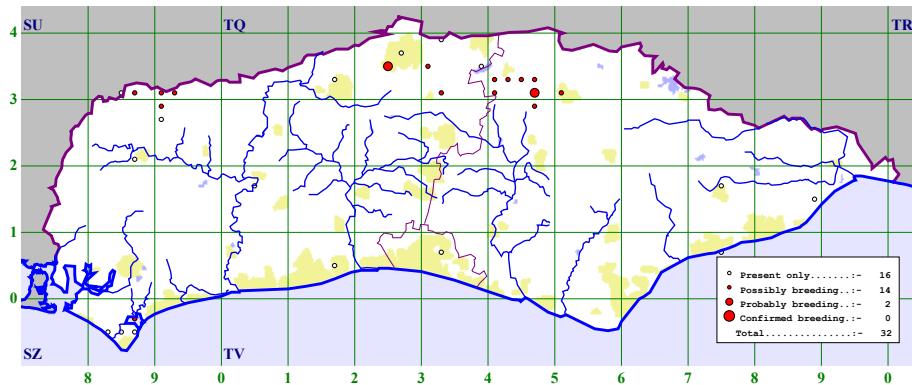 SU TQ TR
4
3
2
1
0
Present only.......:- 16
Possibly breeding..:- 14
Probably breeding..:- 2
Confirmed breeding.:- 0
Total..............:- 32
SZ TV
8 9 0 1 2 3 4 5 6 7 8 9 0